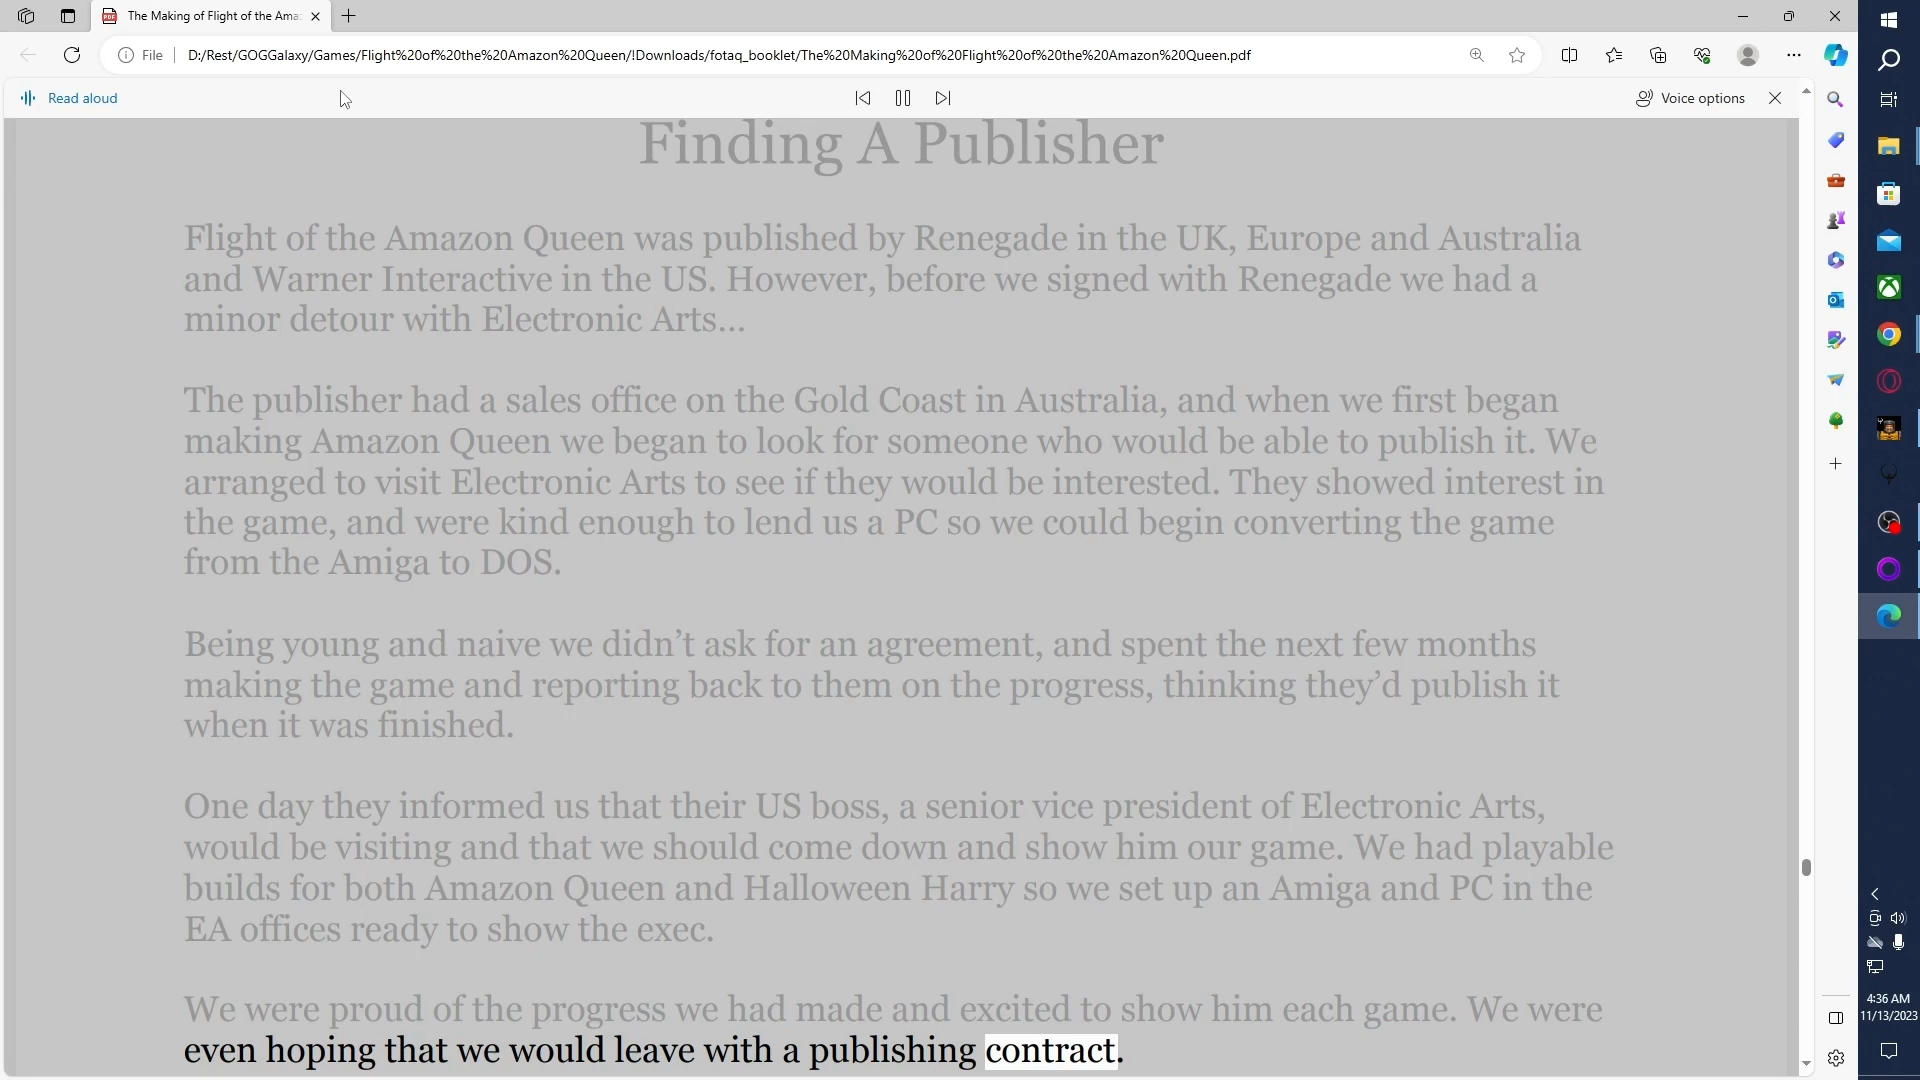 The Making of Flight of the Ama
File
D:/Rest/GOGGalaxy/Games/Flight%20of%20the%20Amazon%20Queen/!Downloads/fotaq_booklet/The%20Making%20of%20Flight%20of%20the%20Amazon%20Queen.pdf
Read aloud
Voice options
Finding A Publisher
Flight of the Amazon Queen was published by Renegade in the UK, Europe and Australia
and Warner Interactive in the US. However, before we signed with Renegade we had a
minor detour with Electronic Arts...
The publisher had a sales office on the Gold Coast in Australia, and when we first began
making Amazon Queen we began to look for someone who would be able to publish it. We
arranged to visit Electronic Arts to see if they would be interested. They showed interest in
the game, and were kind enough to lend us a PC so we could begin converting the game
from the Amiga to DOS.
Being young and naive we didn’t ask for an agreement, and spent the next few months
making the game and reporting back to them on the progress, thinking they’d publish it
when it was finished.
One day they informed us that their US boss, a senior vice president of Electronic Arts,
would be visiting and that we should come down and show him our game. We had playable
builds for both Amazon Queen and Halloween Harry so we set up an Amiga and PC in the
EA offices ready to show the exec.
We were proud of the progress we had made and excited to show him each game. We were
even hoping that we would leave with a publishing contract.
4:36 AM
11/13/2023